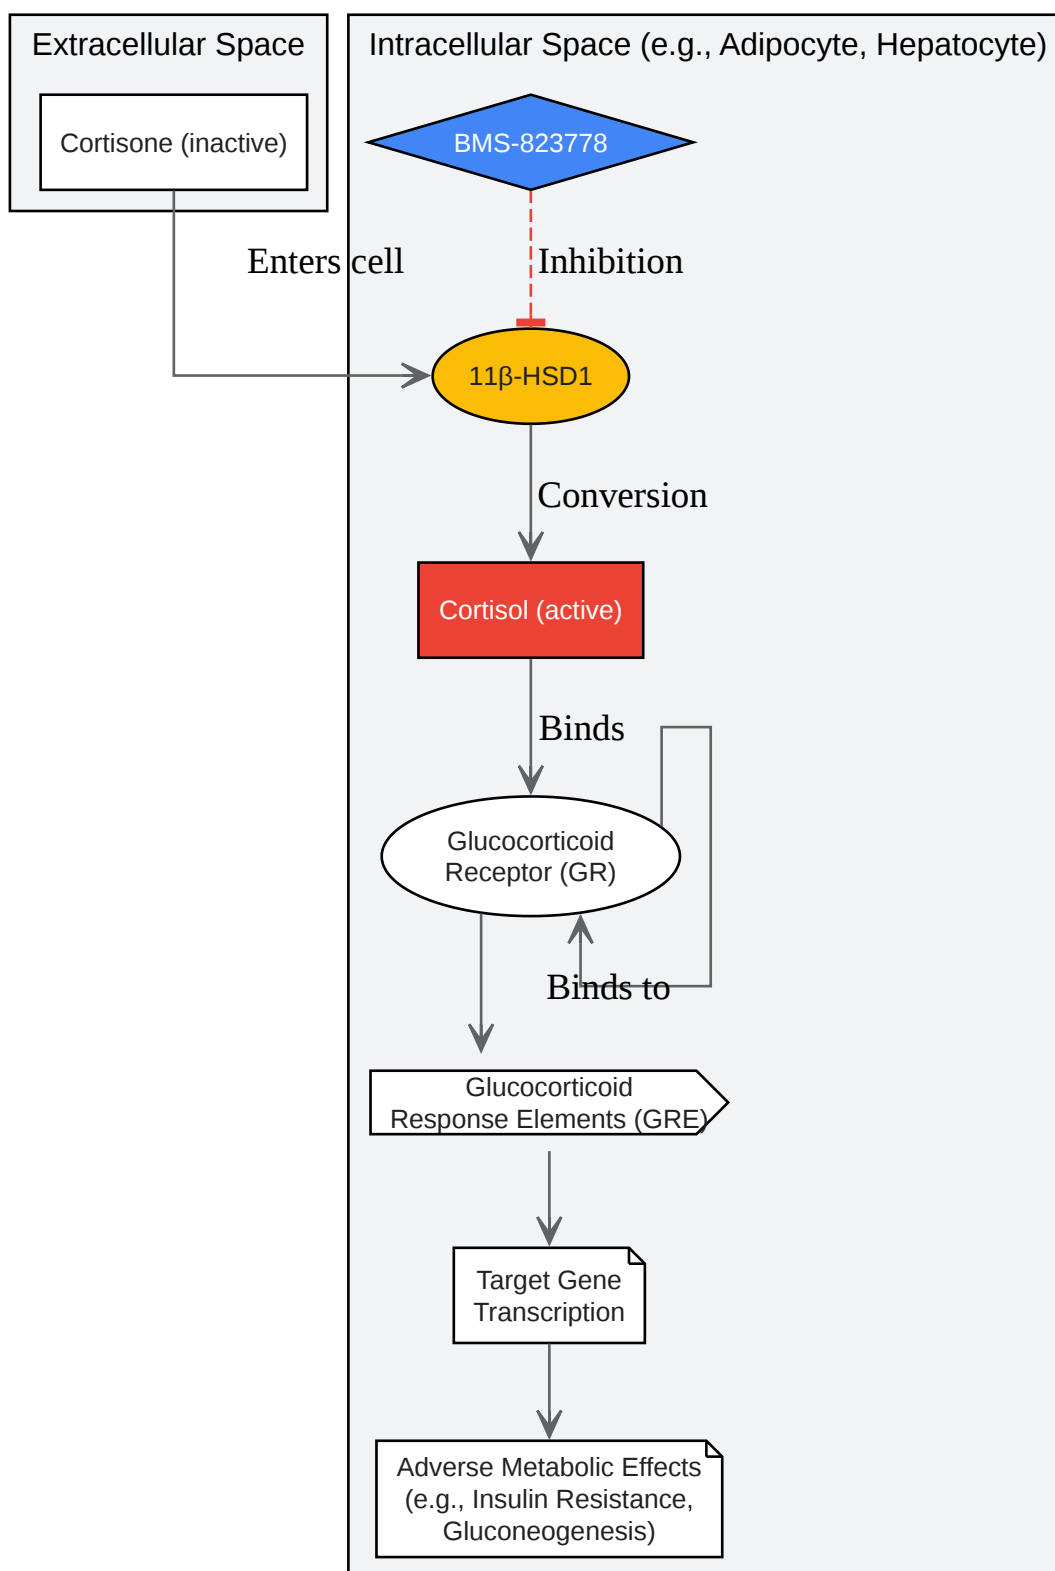 Extracellular Space
Intracellular Space (e.g., Adipocyte, Hepatocyte)
Cortisone (inactive)
BMS-823778
Enters cell
Inhibition
11β-HSD1
Conversion
Cortisol (active)
Binds
Glucocorticoid
Receptor (GR)
Binds to
Glucocorticoid
Response Elements (GRE)
Target Gene
Transcription
Adverse Metabolic Effects
(e.g., Insulin Resistance,
Gluconeogenesis)